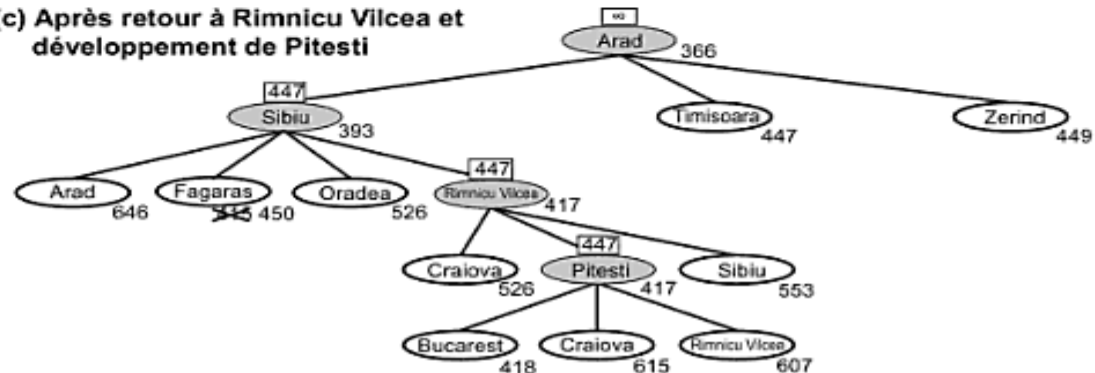 (c) Après retour à Rimnicu Vilcea et
développement de Pitesti
∞
Arad 366
447
Sibiu 393
Timisoara 447
Zerind 449
Arad 646
Fagaras 415 450
Oradea 526
447
Rimnicu Vilcea 417
Craiova 526
447
Pitesti 417
Sibiu 553
Bucarest 418
Craiova 615
Rimnicu Vilcea 607